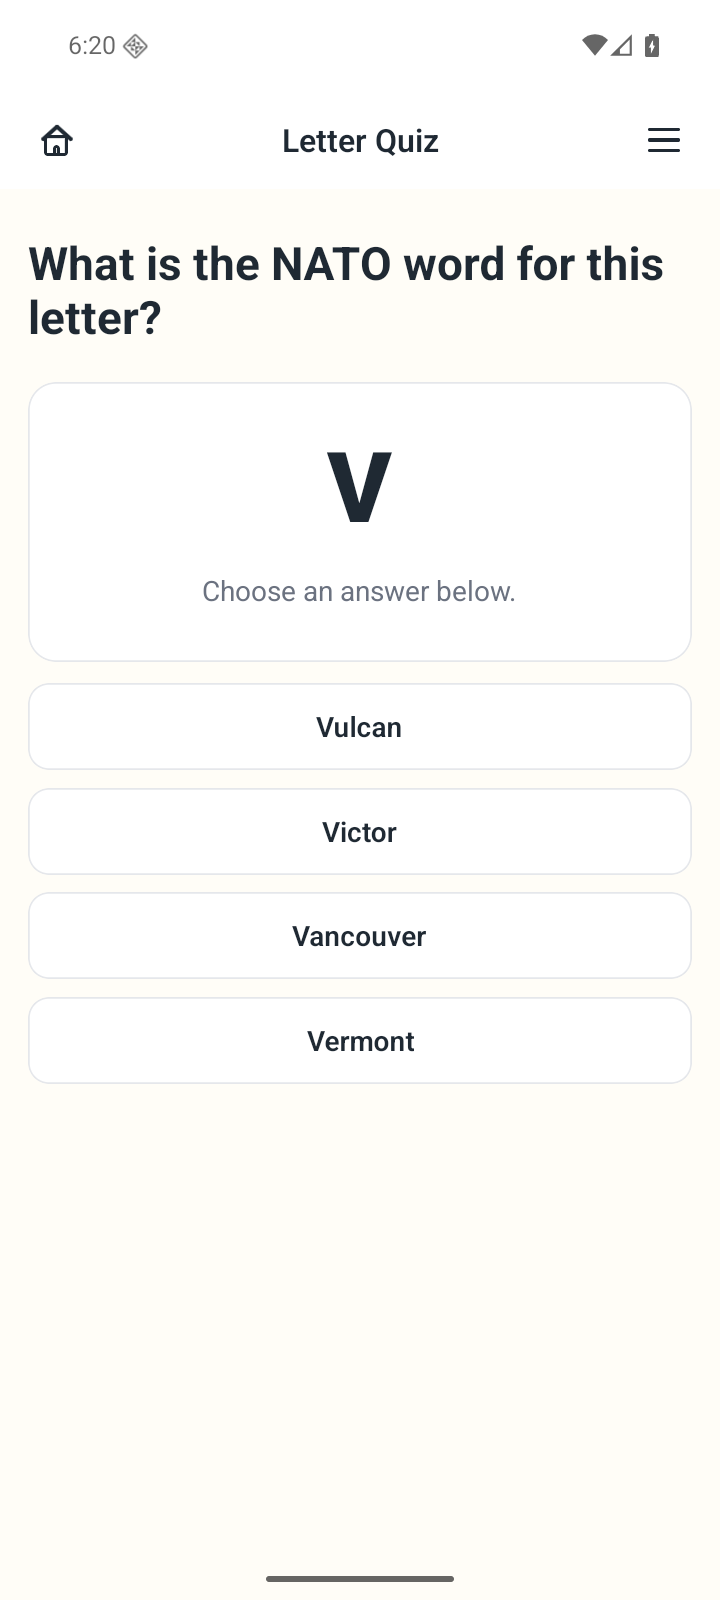 6:20
Letter Quiz
What is the NATO word for this
letter?
V
Choose an answer below.
Vulcan
Victor
Vancouver
Vermont